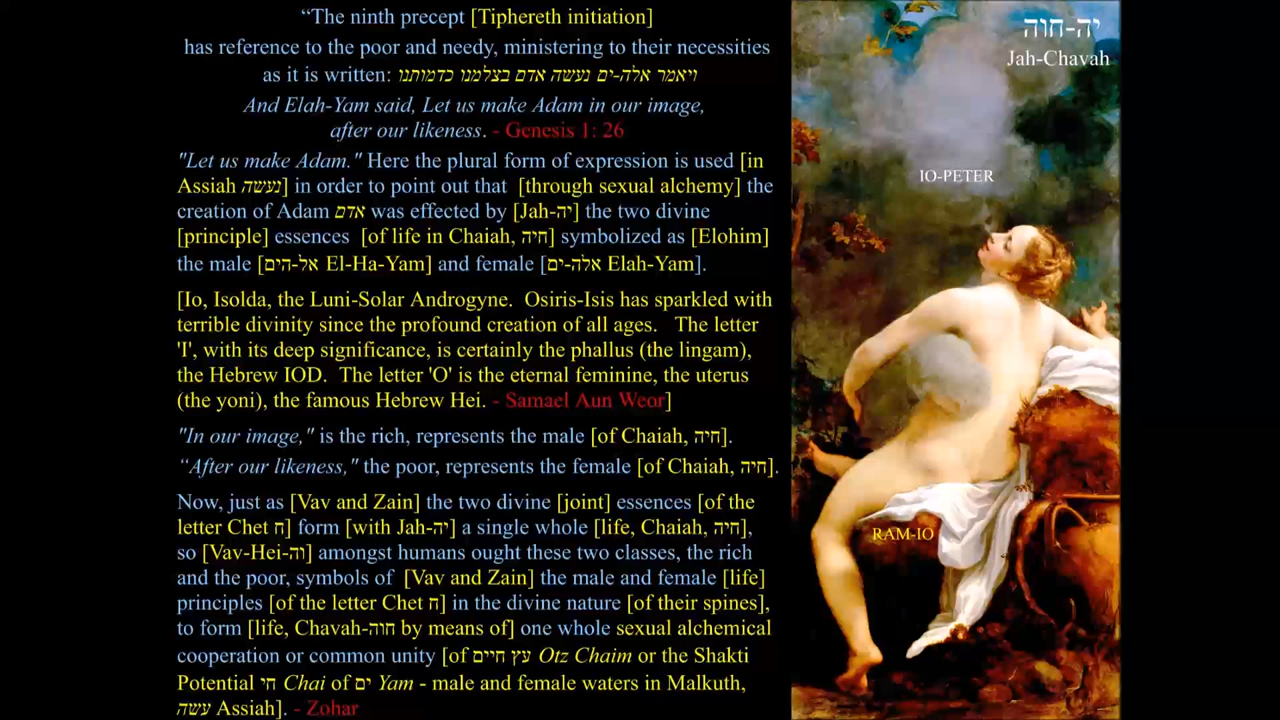 “The ninth precept [Tiphereth initiation]
has reference to the poor and needy, ministering to their necessities
as it is written: ויאמר אלה-ים נעשה אדם בצלמנו כדמותנו
And Elah-Yam said, Let us make Adam in our image,
after our likeness. - Genesis 1: 26
"Let us make Adam." Here the plural form of expression is used [in
Assiah נעשה] in order to point out that [through sexual alchemy] the
creation of Adam אדם was effected by [Jah-יה] the two divine
[principle] essences [of life in Chaiah, חיה] symbolized as [Elohim]
the male [אל-הים El-Ha-Yam] and female [אלה-ים Elah-Yam].
[Io, Isolda, the Luni-Solar Androgyne. Osiris-Isis has sparkled with
terrible divinity since the profound creation of all ages. The letter
'I', with its deep significance, is certainly the phallus (the lingam),
the Hebrew IOD. The letter 'O' is the eternal feminine, the uterus
(the yoni), the famous Hebrew Hei. - Samael Aun Weor]
"In our image," is the rich, represents the male [of Chaiah, חיה].
“After our likeness," the poor, represents the female [of Chaiah, חיה].
Now, just as [Vav and Zain] the two divine [joint] essences [of the
letter Chet ח] form [with Jah-יה] a single whole [life, Chaiah, חיה],
so [Vav-Hei-וה] amongst humans ought these two classes, the rich
and the poor, symbols of [Vav and Zain] the male and female [life]
principles [of the letter Chet ח] in the divine nature [of their spines],
to form [life, Chavah-חוה by means of] one whole sexual alchemical
cooperation or common unity [of עץ חיים Otz Chaim or the Shakti
Potential חי Chai of ים Yam - male and female waters in Malkuth,
עשה Assiah]. - Zohar
יה-חוה
Jah-Chavah
IO-PETER
RAM-IO